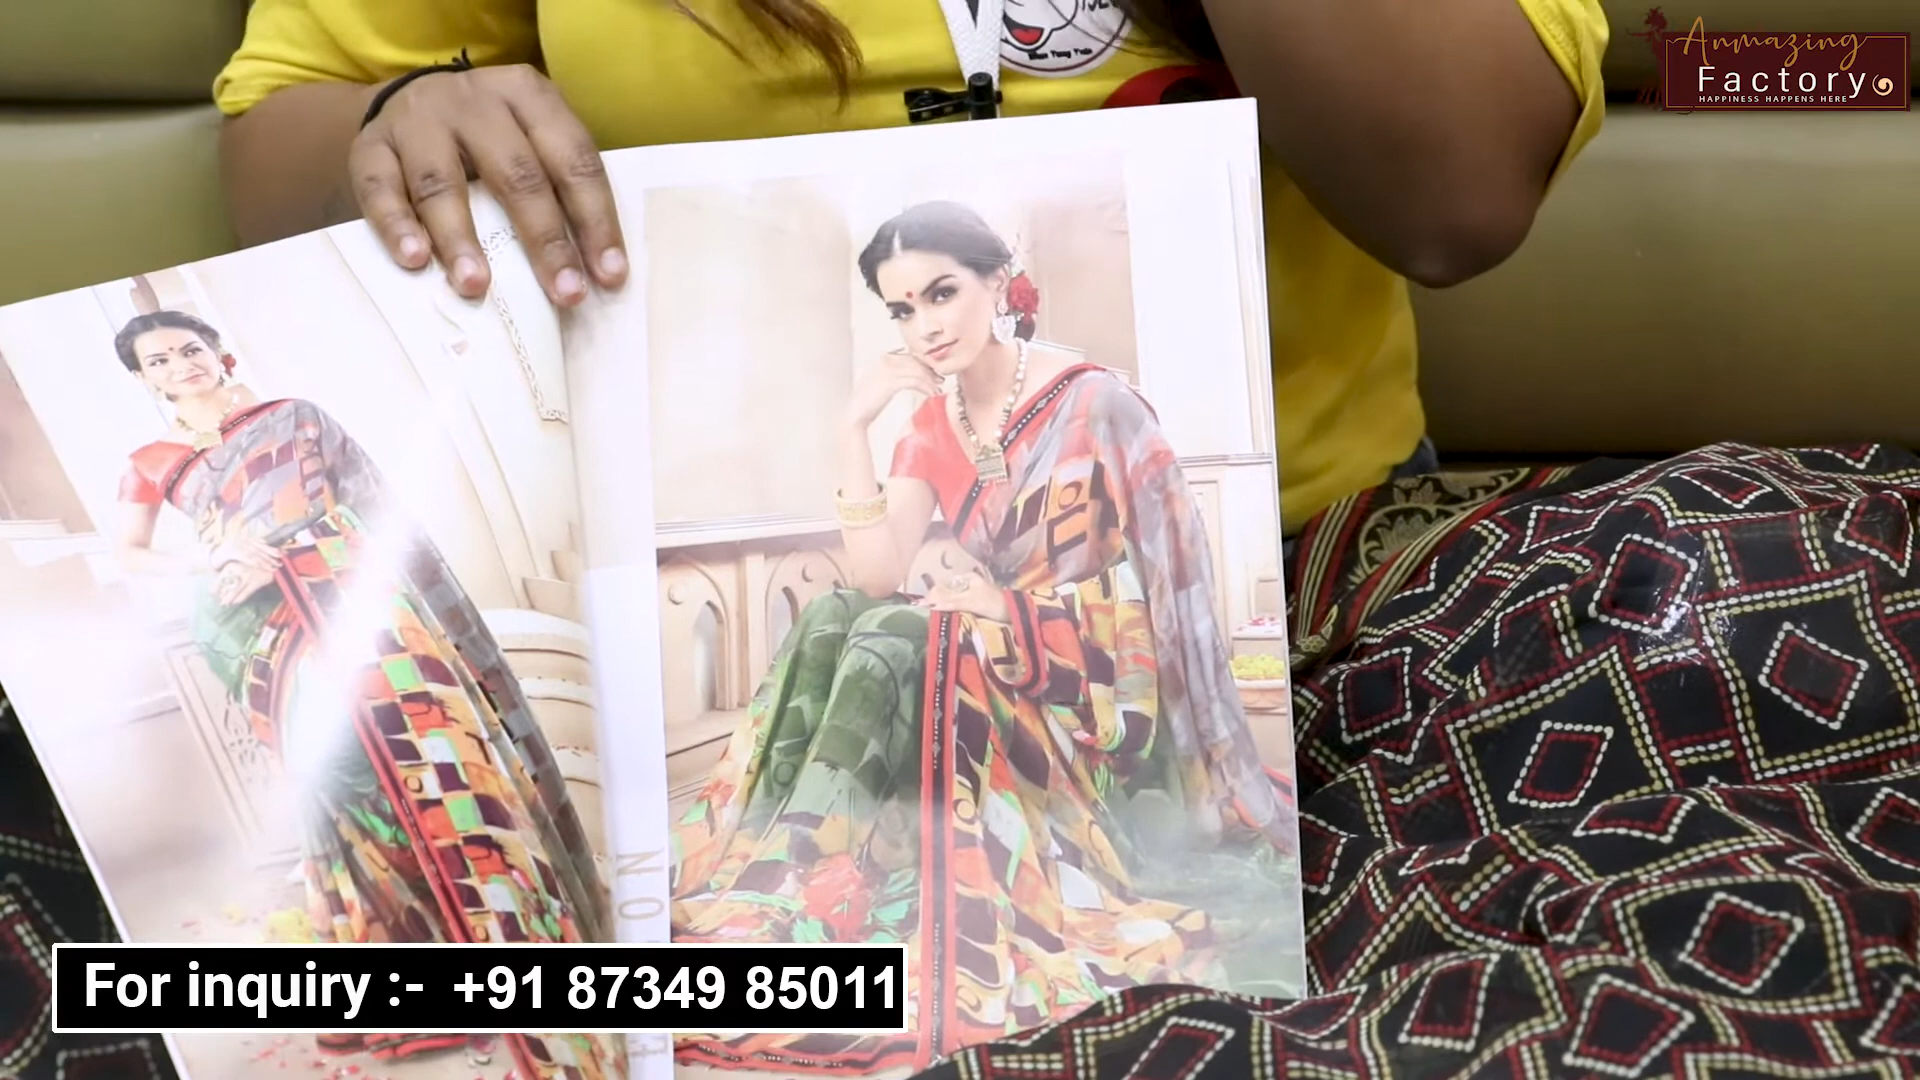 Anmazing
Factory
HAPPINESS HAPPENS HERE
For inquiry :- +91 87349 85011